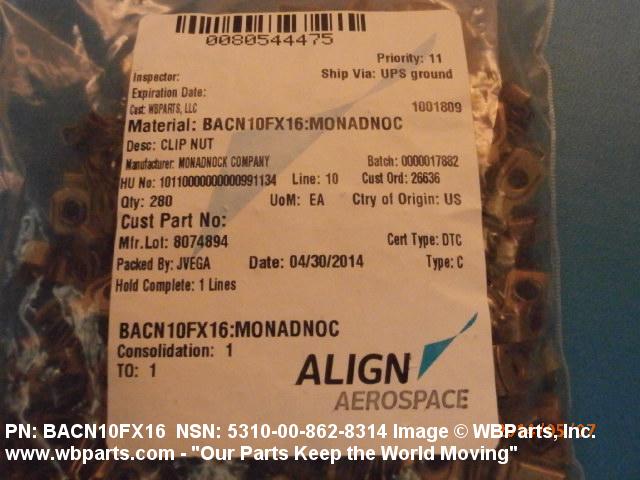 0080544475
Priority: 11
Inspector:
Ship Via: UPS ground
Expiration Date:
Cust: WBPARTS, LLC
1001809
Material: BACN10FX16:MONADNOC
Desc: CLIP NUT
Manufacturer: MONADNOCK COMPANY
Batch: 0000017882
HU No: 10110000000000991134 Line: 10 Cust Ord: 26636
Qty: 280 UoM: EA Ctry of Origin: US
Cust Part No:
Mfr.Lot: 8074894
Cert Type: DTC
Packed By: JVEGA Date: 04/30/2014 Type: C
Hold Complete: 1 Lines
BACN10FX16:MONADNOC
Consolidation: 1
TO: 1
ALIGN
AEROSPACE
PN: BACN10FX16 NSN: 5310-00-862-8314 Image © WBParts, Inc.
www.wbparts.com - "Our Parts Keep the World Moving"